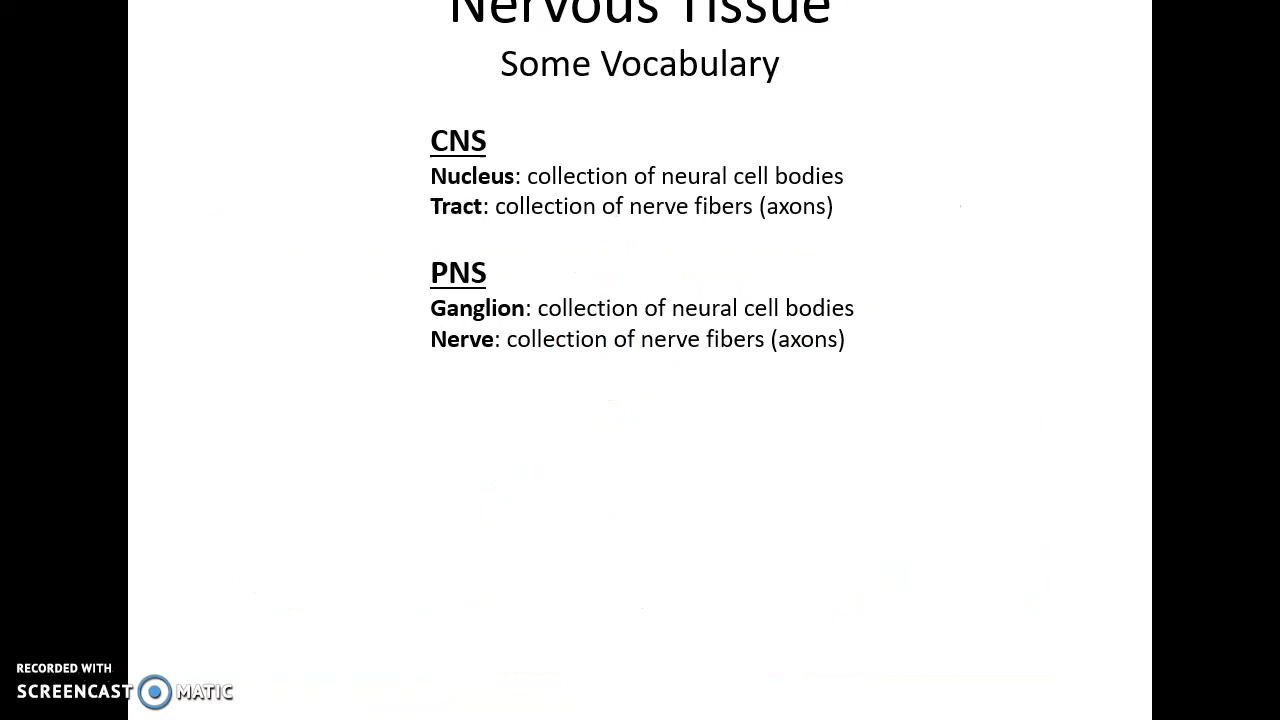 Nervous Tissue
Some Vocabulary
CNS
Nucleus: collection of neural cell bodies
Tract: collection of nerve fibers (axons)
PNS
Ganglion: collection of neural cell bodies
Nerve: collection of nerve fibers (axons)
RECORDED WITH
SCREENCAST MATIC